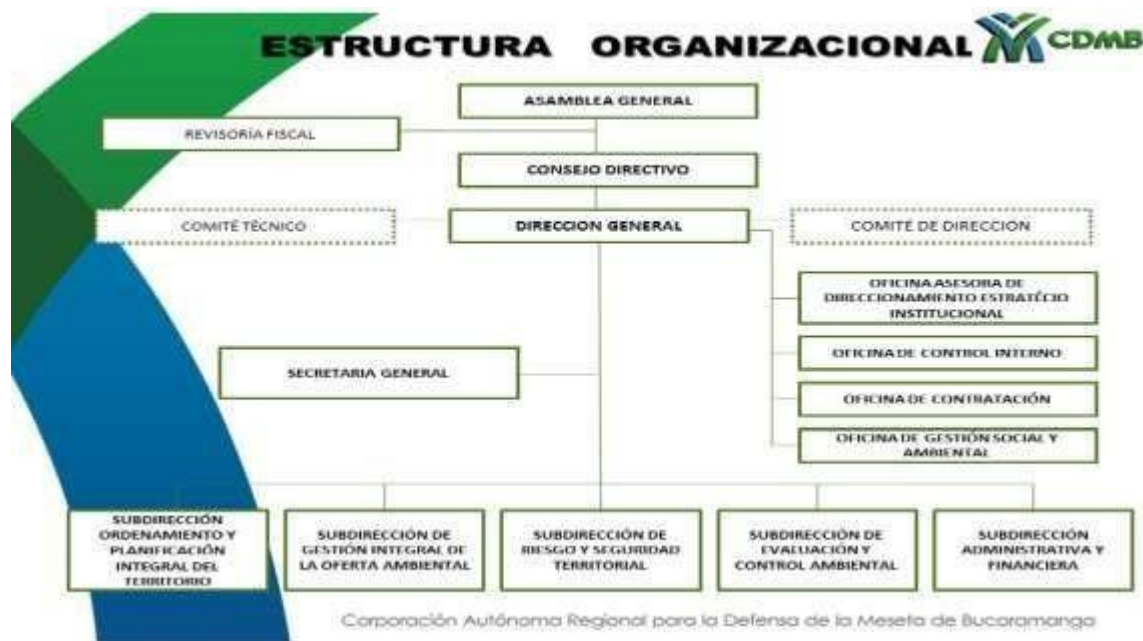 ESTRUCTURA ORGANIZACIONAL
CDMB
ASAMBLEA GENERAL
REVISORÍA FISCAL
CONSEJO DIRECTIVO
COMITÉ TÉCNICO
DIRECCION GENERAL
COMITÉ DE DIRECCIÓN
OFICINA ASESORA DE
DIRECCIONAMIENTO ESTRATÉCIO
INSTITUCIONAL
SECRETARIA GENERAL
OFICINA DE CONTROL INTERNO
OFICINA DE CONTRATACIÓN
OFICINA DE GESTIÓN SOCIAL Y
AMBIENTAL
SUBDIRECCIÓN
ORDENAMIENTO Y
PLANIFICACIÓN
INTEGRAL DEL
TERRITORIO
SUBDIRECCIÓN DE
GESTIÓN INTEGRAL DE
LA OFERTA AMBIENTAL
SUBDIRECCIÓN DE
RIESGO Y SEGURIDAD
TERRITORIAL
SUBDIRECCIÓN DE
EVALUACIÓN Y
CONTROL AMBIENTAL
SUBDIRECCIÓN
ADMINISTRATIVA Y
FINANCIERA
Corporación Autónoma Regional para la Defensa de la Meseta de Bucaramanga